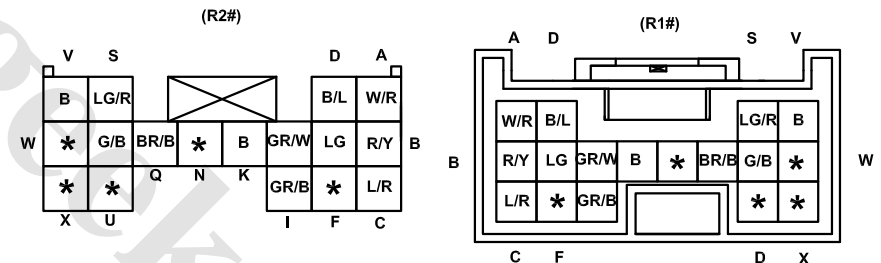 (R2#) (R1#)
V S D A A D S V
B LG/R B/L W/R W/R B/L LG/R B
W * G/B BR/B * B GR/W LG R/Y B B R/Y LG GR/W B * BR/B G/B * W
Q N K
* * GR/B * L/R L/R * GR/B * *
X U I F C C F D X